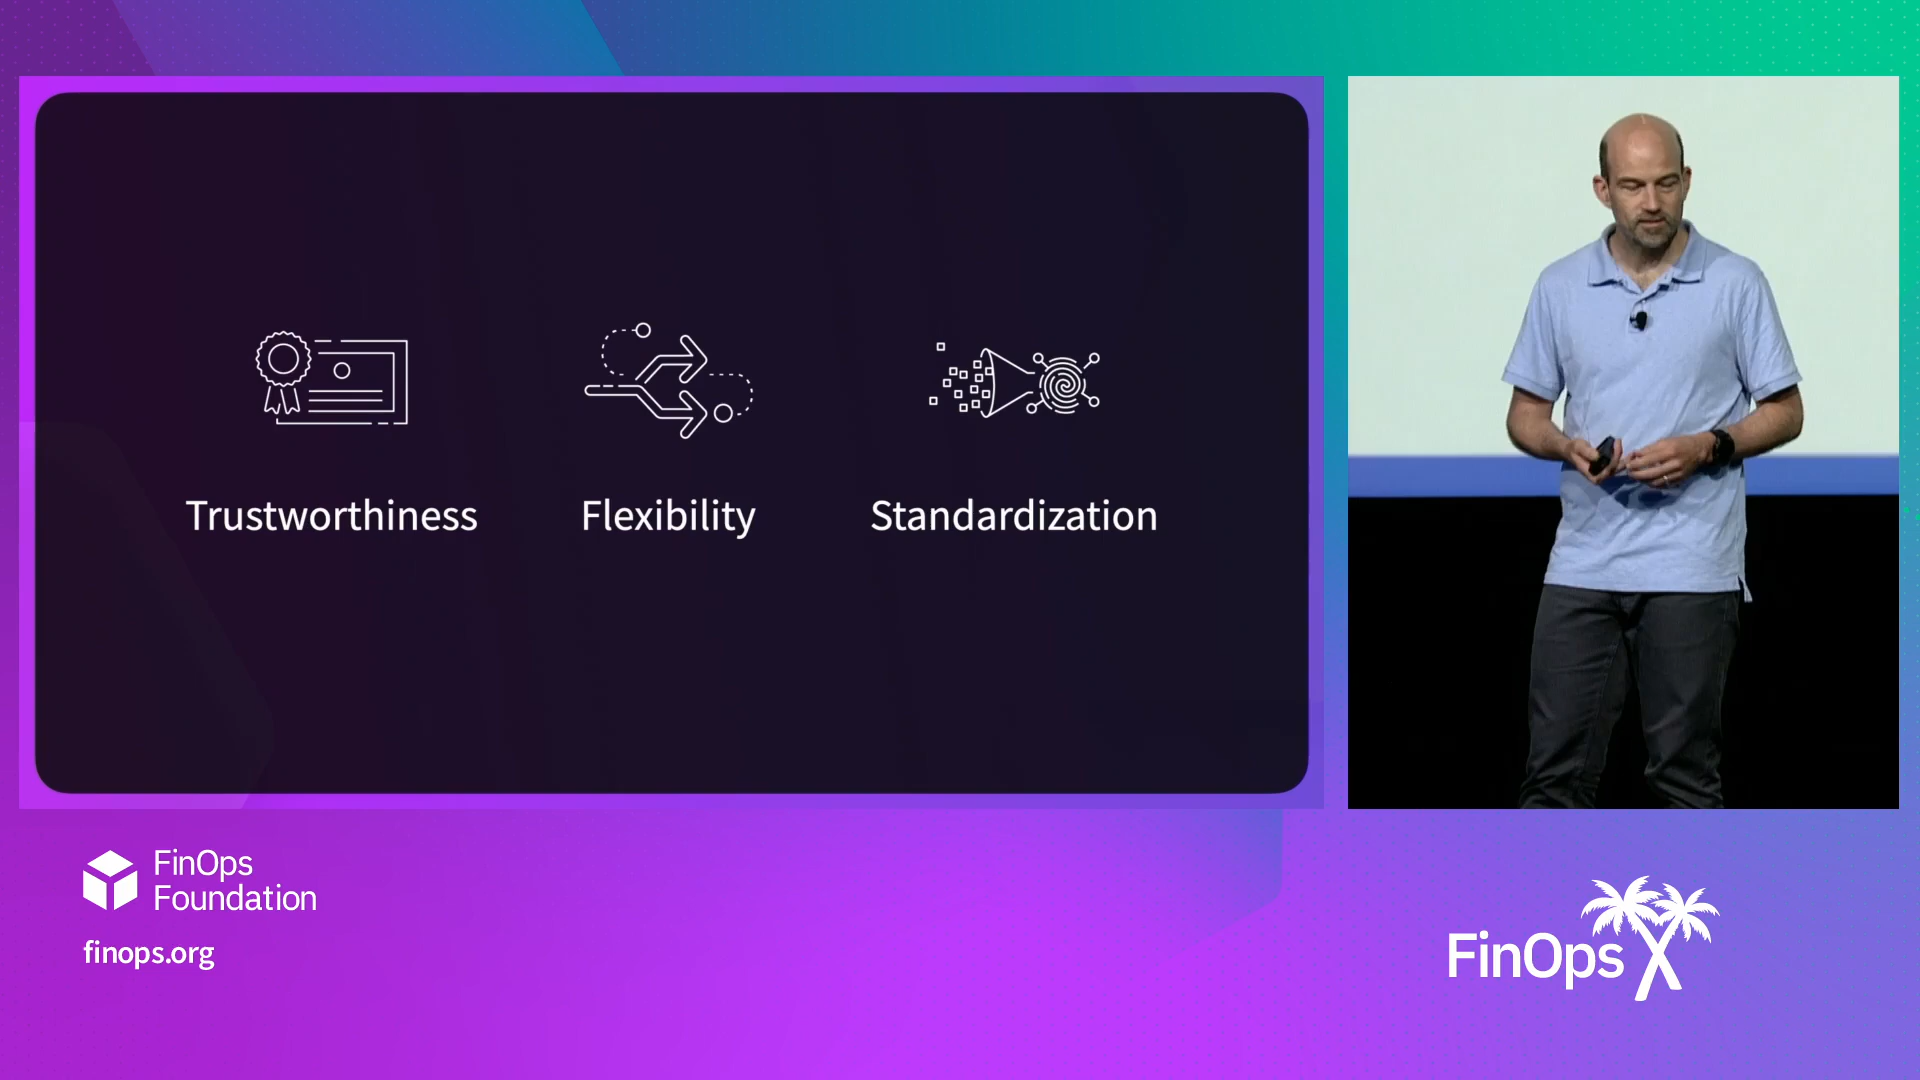 Trustworthiness
Flexibility
Standardization
FinOps
Foundation
finops.org
FinOps X